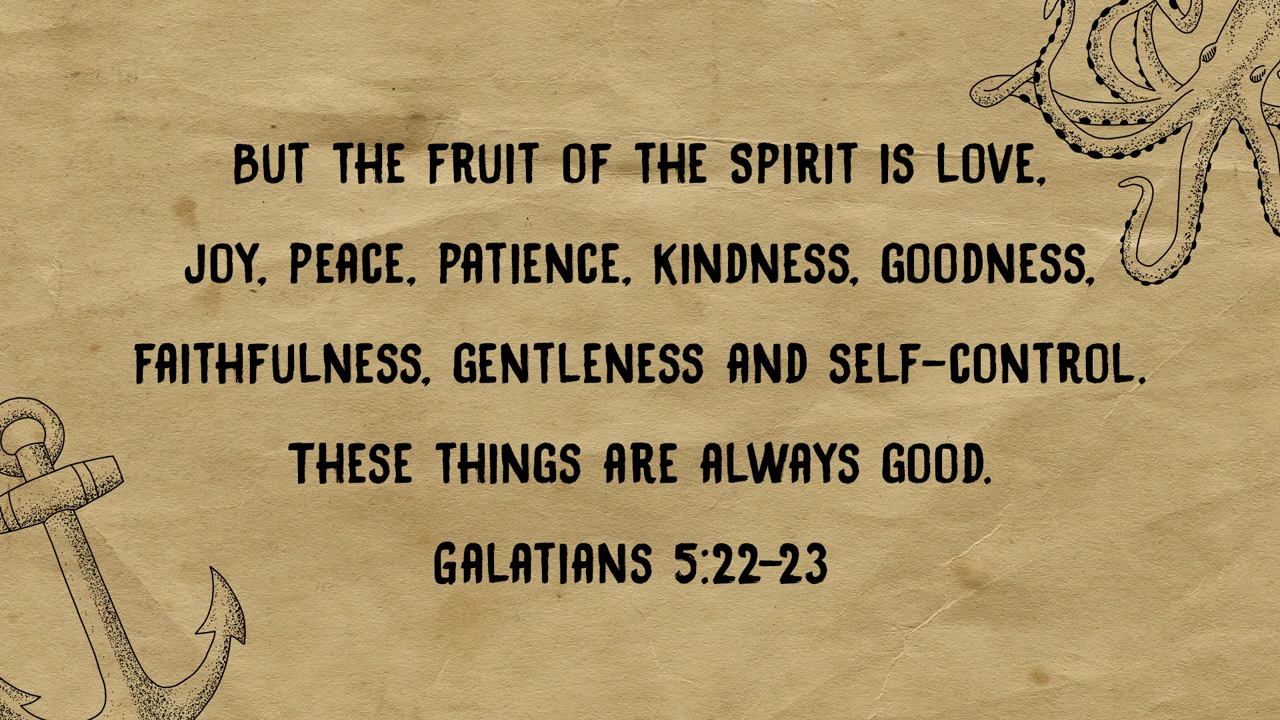 BUT THE FRUIT OF THE SPIRIT IS LOVE,
JOY, PEACE, PATIENCE, KINDNESS, GOODNESS,
FAITHFULNESS, GENTLENESS AND SELF-CONTROL.
THESE THINGS ARE ALWAYS GOOD.
GALATIANS 5:22-23